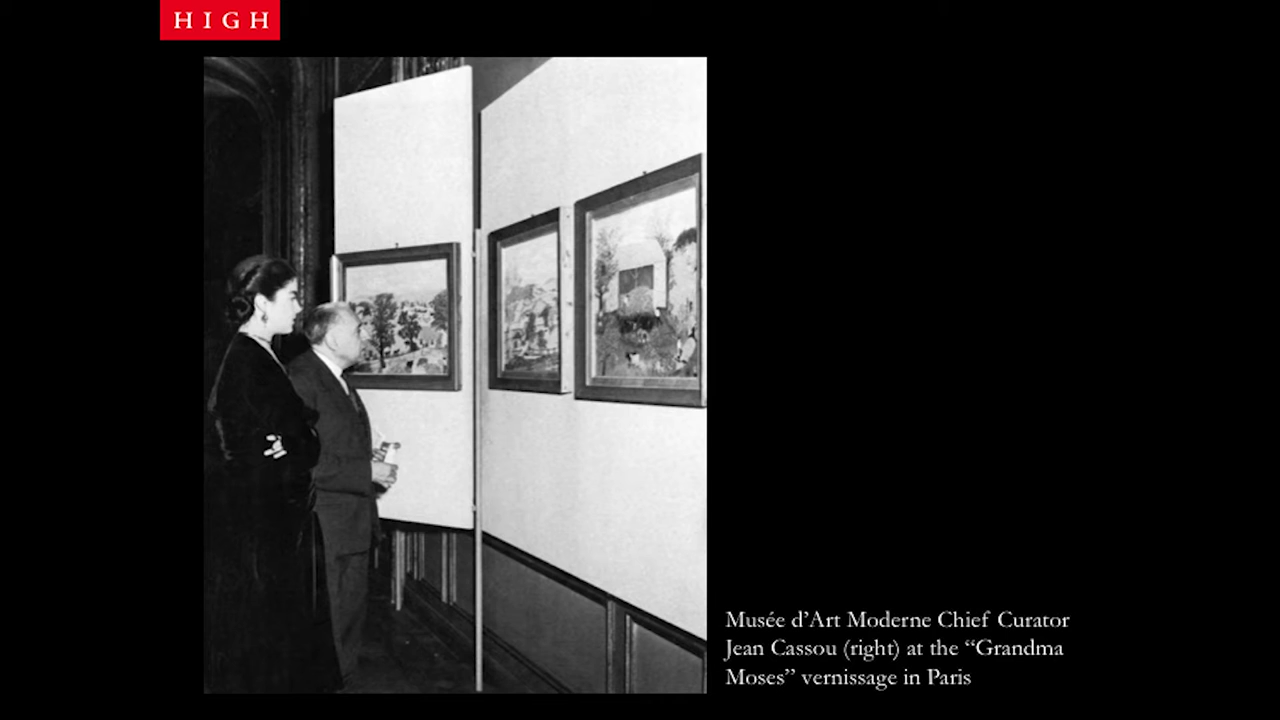 HIGH
Musée d’Art Moderne Chief Curator
Jean Cassou (right) at the “Grandma
Moses” vernissage in Paris